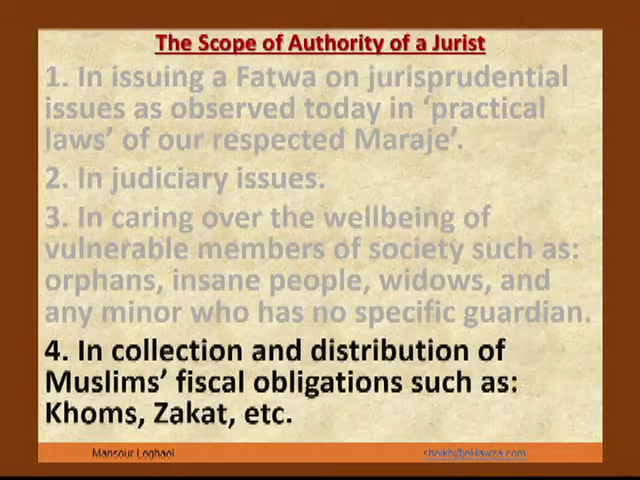 The Scope of Authority of a Jurist
1. In issuing a Fatwa on jurisprudential
issues as observed today in ‘practical
laws’ of our respected Maraje’.
2. In judiciary issues.
3. In caring over the wellbeing of
vulnerable members of society such as:
orphans, insane people, widows, and
any minor who has no specific guardian.
4. In collection and distribution of
Muslims’ fiscal obligations such as:
Khoms, Zakat, etc.
Mansour Leghaei sheikh@eHawza.com